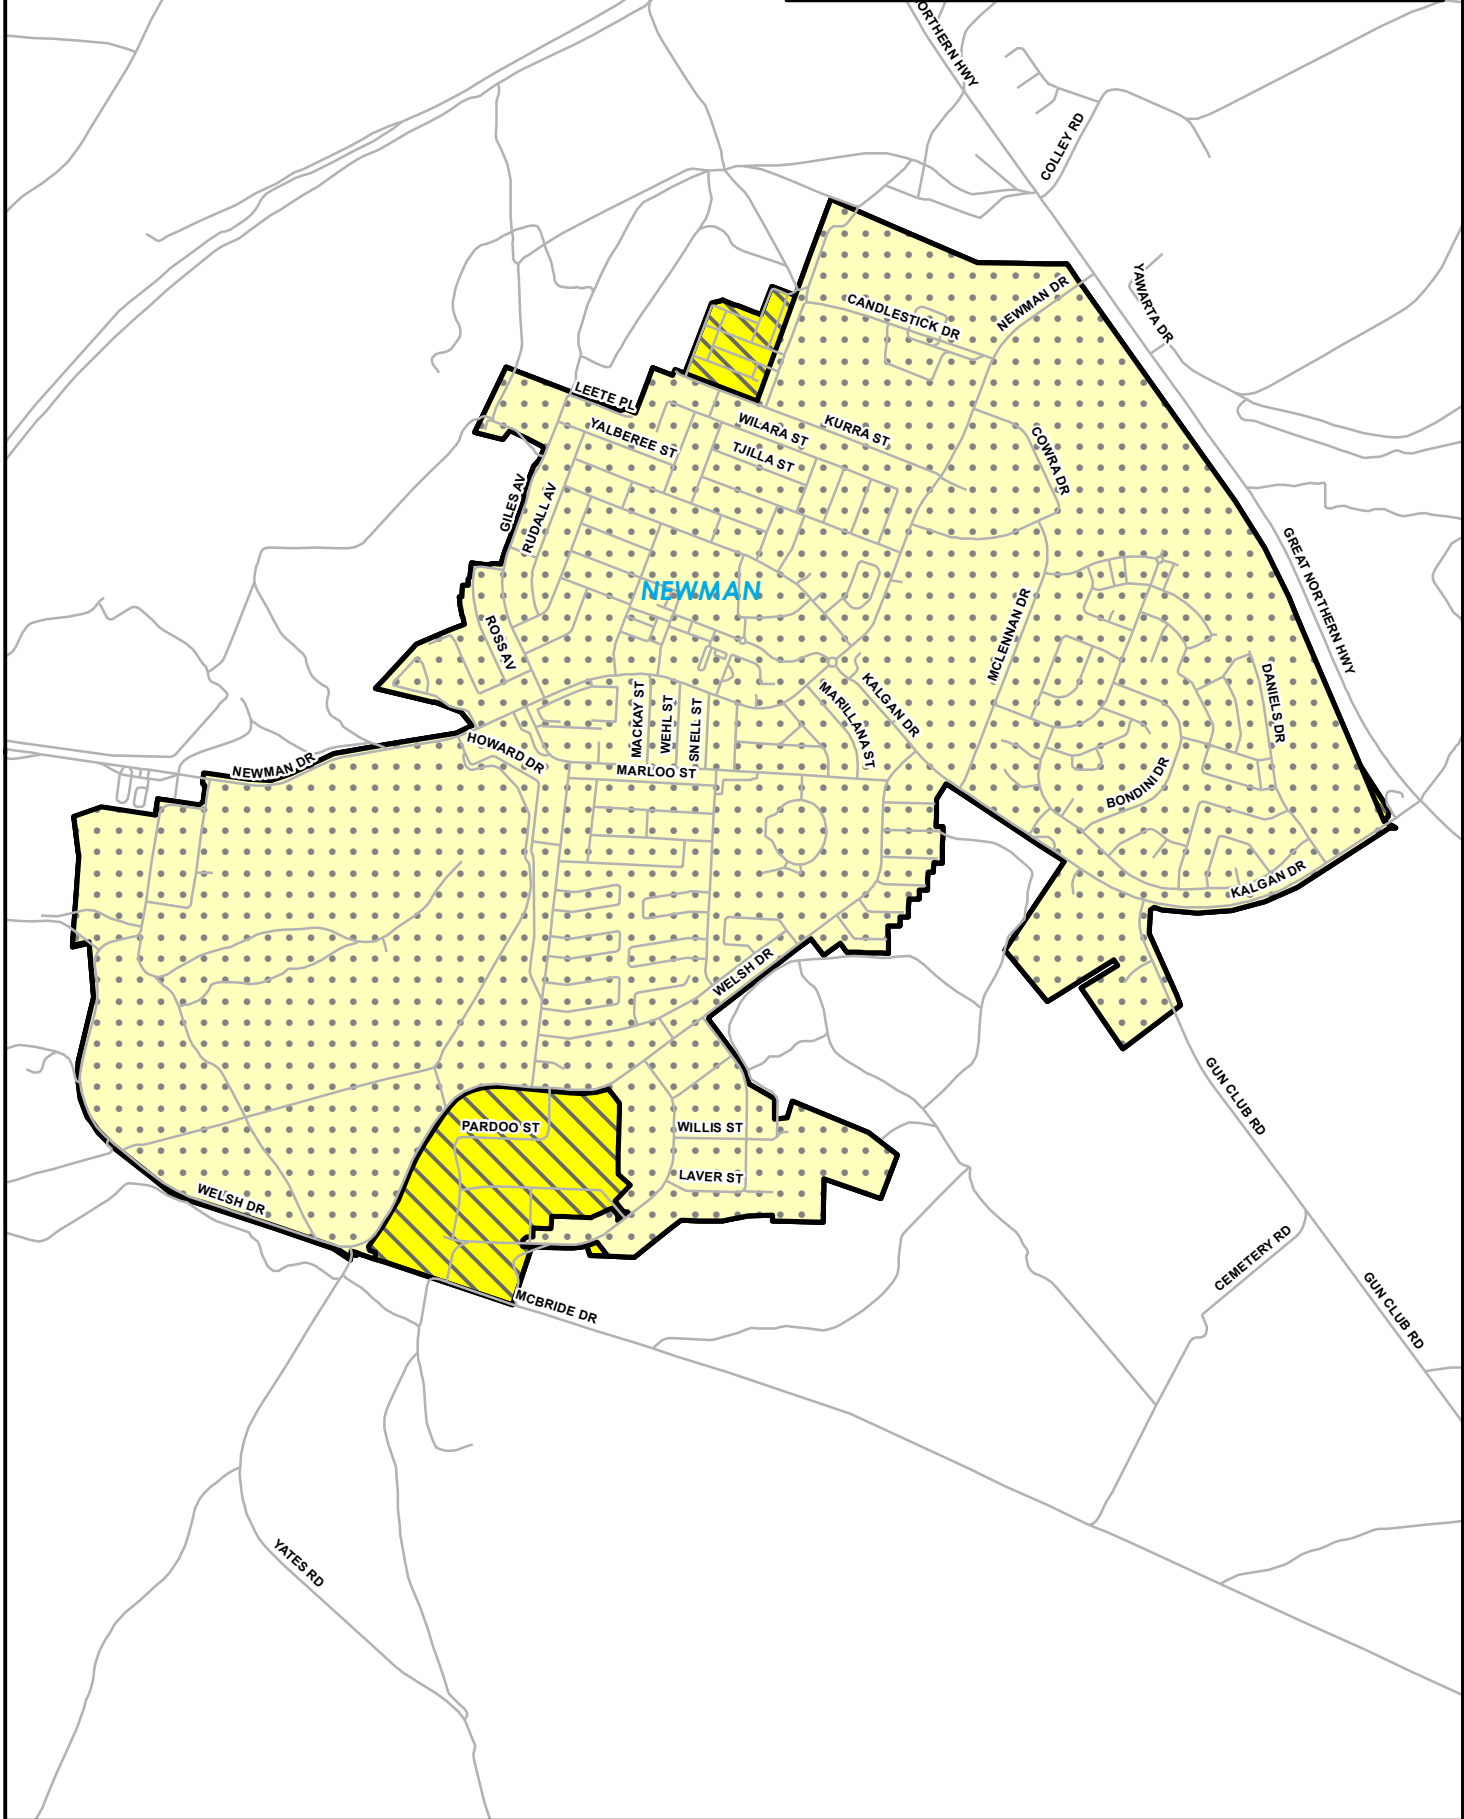 ORTHERN HWY
COLLEY RD
YAWARTA DR
NEWMAN DR
CANDLESTICK DR
LEETE PL
YALBEREE ST
WILARA ST
KURRA ST
TJILLA ST
COWRA DR
GILES AV
RUDALL AV
GREAT NORTHERN HWY
NEWMAN
ROSS AV
MCLENNAN DR
DANIELS DR
KALGAN DR
MARILLANA ST
MACKAY ST
WEHL ST
SNELL ST
HOWARD DR
NEWMAN DR
MARLOO ST
BONDINI DR
KALGAN DR
WELSH DR
GUN CLUB RD
PARDOO ST
WILLIS ST
LAVER ST
WELSH DR
CEMETERY RD
GUN CLUB RD
MCBRIDE DR
YATES RD